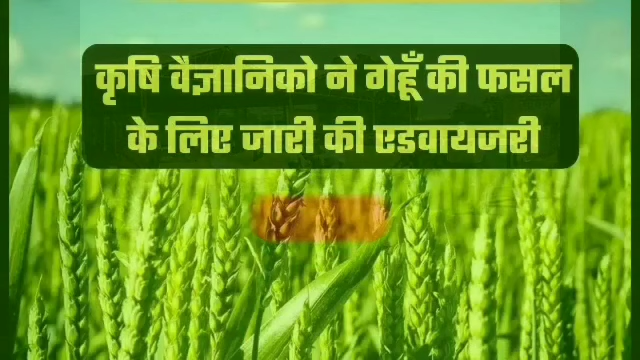 कृषि वैज्ञानिको ने गेहूँ की फसल
के लिए जारी की एडवायजरी